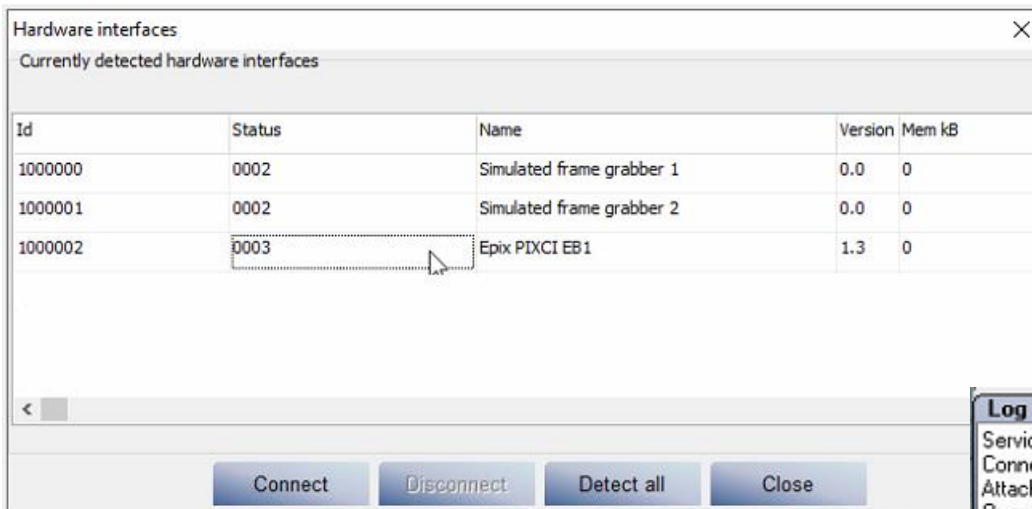 Hardware interfaces
Currently detected hardware interfaces
Id Status Name Version Mem kB
1000000 0002 Simulated frame grabber 1 0.0 0
1000001 0002 Simulated frame grabber 2 0.0 0
1000002 0003 Epix PIXCI EB1 1.3 0
Log
Connect Disconnect Detect all Close